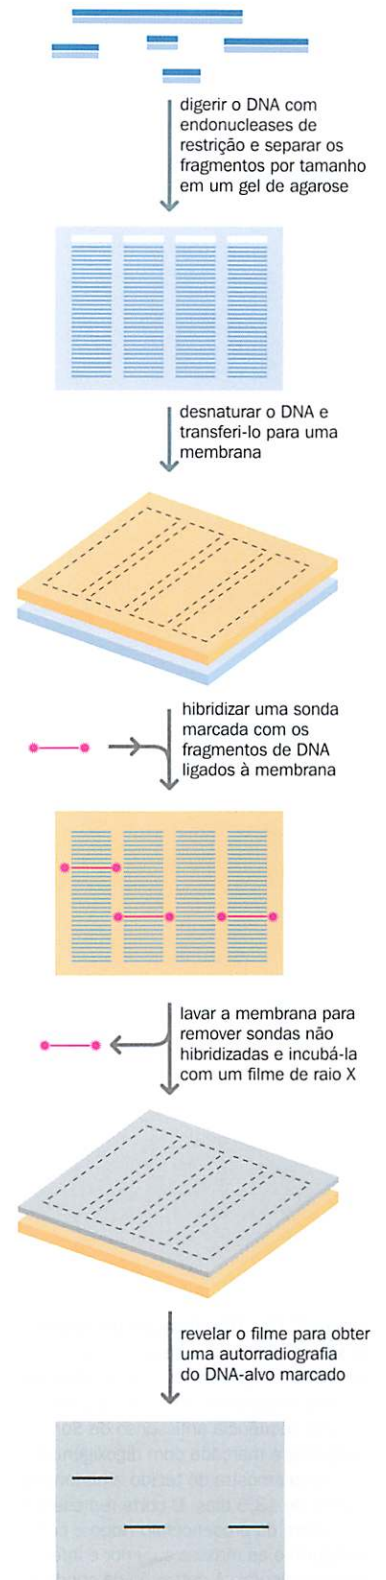 digerir o DNA com
endonucleases de
restrição e separar os
fragmentos por tamanho
em um gel de agarose
desnaturar o DNA e
transferi-lo para uma
membrana
hibridizar uma sonda
marcada com os
fragmentos de DNA
ligados à membrana
lavar a membrana para
remover sondas não
hibridizadas e incubá-la
com um filme de raio X
revelar o filme para obter
uma autorradiografia
do DNA-alvo marcado